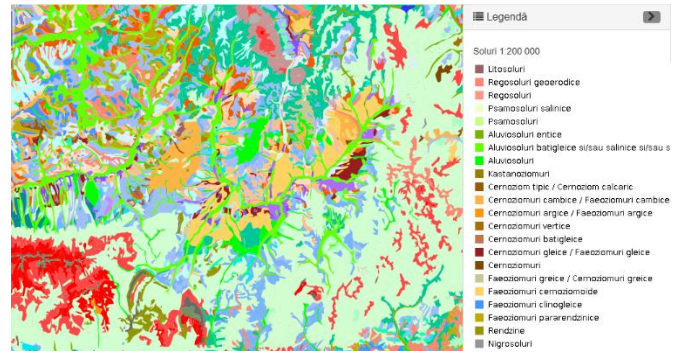 Legendă
Soluri 1:200 000
Litosoluri
Regosoluri geoerodice
Regosoluri
Psamosoluri salinice
Psamosoluri
Aluviosoluri entice
Aluviosoluri batigleice si/sau salinice si/sau s
Aluviosoluri
Kastanoziomuri
Cernoziom tipic / Cernoziom calcaric
Cernoziomuri cambice / Faeoziomuri cambice
Cernoziomuri argice / Faeoziomuri argice
Cernoziomuri vertice
Cernoziomuri batigleice
Cernoziomuri gleice / Faeoziomuri gleice
Cernoziomuri
Faeoziomuri greice / Cernoziomuri greice
Faeoziomuri cernoziomoide
Faeoziomuri clinogleice
Faeoziomuri pararendzinice
Rendzine
Nigrosoluri